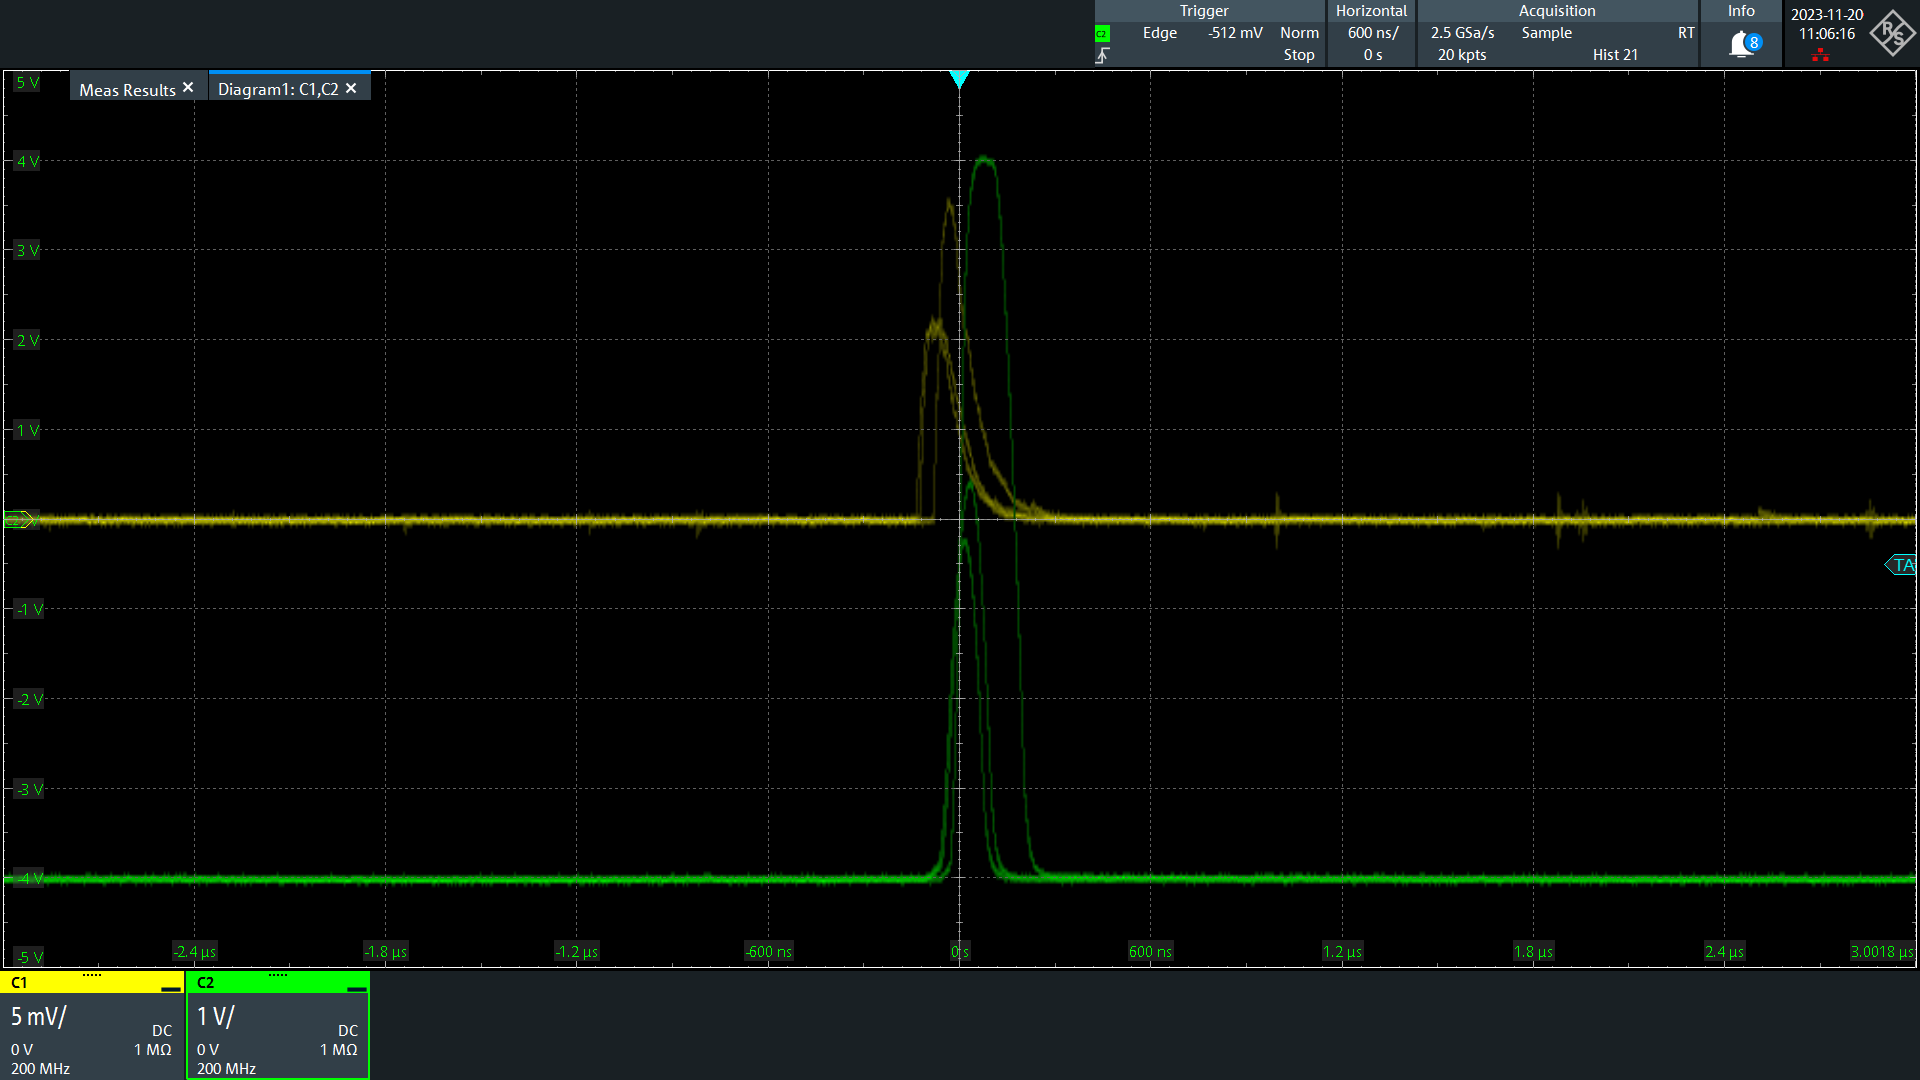 Trigger
C2 Edge -512 mV Norm
Stop
Horizontal
600 ns/
0 s
Acquisition
2.5 GSa/s Sample RT
20 kpts Hist 21
Info
8
2023-11-20
11:06:16
R&S
Meas Results ✕ Diagram1: C1,C2 ✕
5 V
4 V
3 V
2 V
1 V
C2
-1 V
-2 V
-3 V
-4 V
-5 V
TA
-2.4 µs -1.8 µs -1.2 µs -600 ns 0 s 600 ns 1.2 µs 1.8 µs 2.4 µs 3.0018 µs
C1
5 mV/
DC
0 V 1 MΩ
200 MHz
C2
1 V/
DC
0 V 1 MΩ
200 MHz